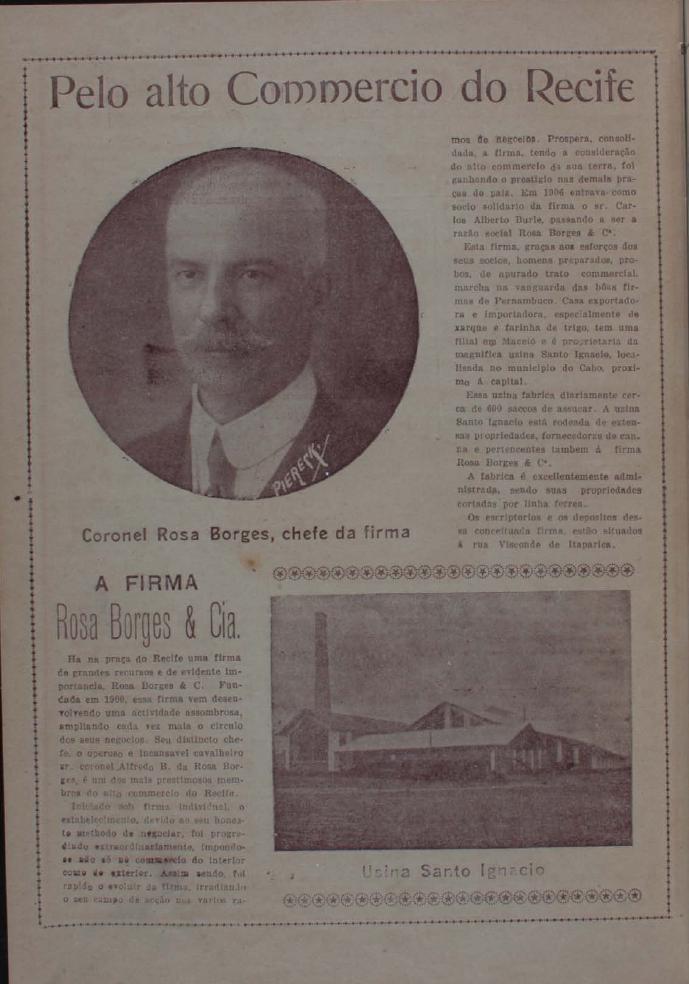 Pelo alto Commercio do Recife
PIERECK
Coronel Rosa Borges, chefe da firma
A FIRMA
Rosa Borges & Cia.
Ha na praça do Recife uma firma
de grandes recursos e de evidente im-
portancia, Rosa Borges & C. Fun-
dada em 1900, essa firma vem desen-
volvendo uma actividade assombrosa,
ampliando cada vez mais o circulo
dos seus negocios. Seu distincto che-
fe, o operoso e incansavel cavalheiro
sr. coronel Alfredo B. da Rosa Bor-
ges, é um dos mais prestimosos mem-
bros do alto commercio do Recife.
Iniciado sob firma individual, o
estabelecimento, devido ao seu hones-
to methodo de negociar, foi progre-
dindo extraordinariamente, impondo-
se não só no commercio do interior
como do exterior. Assim sendo, foi
rapido o evoluir da firma, irradiando
o seu campo de acção nos varios ra-
mos de negocios. Prospera, consoli-
dada, a firma, tendo a consideração
do alto commercio da sua terra, foi
ganhando o prestigio nas demais pra-
ças do paiz. Em 1906 entrava como
socio solidario da firma o sr. Car-
los Alberto Burle, passando a ser a
razão social Rosa Borges & Cª.
Esta firma, graças aos esforços dos
seus socios, homens preparados, pro-
bos, de apurado trato commercial,
marcha na vanguarda das bôas fir-
mas de Pernambuco. Casa exportado-
ra e importadora, especialmente de
xarque e farinha de trigo, tem uma
filial em Maceió e é proprietaria da
magnifica usina Santo Ignacio, loca-
lisada no municipio do Cabo, proxi-
mo á capital.
Essa uzina fabrica diariamente cer-
ca de 600 saccos de assucar. A uzina
Santo Ignacio está rodeada de exten-
sas propriedades, fornecedoras de can-
na e pertencentes tambem á firma
Rosa Borges & Cª.
A fabrica é excellentemente admi-
nistrada, sendo suas propriedades
cortadas por linha ferrea.
Os escriptorios e os depositos des-
sa conceituada firma, estão situados
á rua Visconde de Itaparica.
Usina Santo Ignacio